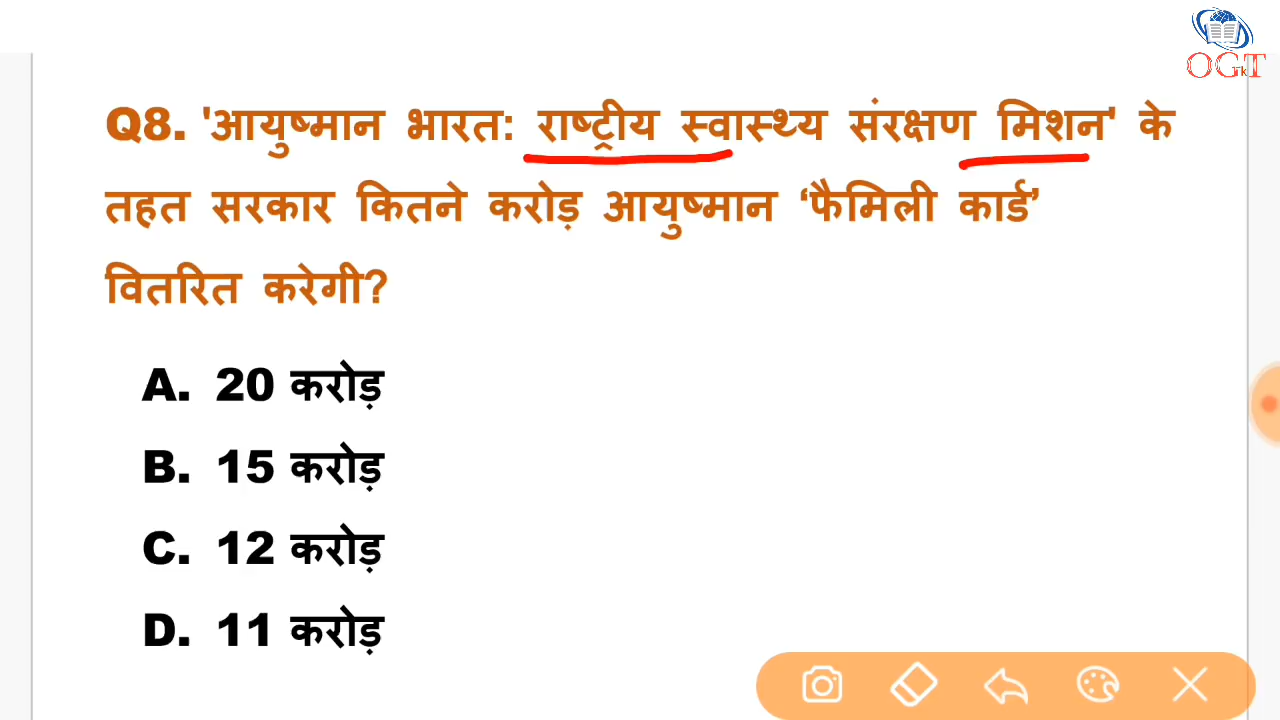 OGT
Tk
Q8. 'आयुष्मान भारत: राष्ट्रीय स्वास्थ्य संरक्षण मिशन' के
तहत सरकार कितने करोड़ आयुष्मान ‘फैमिली कार्ड’
वितरित करेगी?
A. 20 करोड़
B. 15 करोड़
C. 12 करोड़
D. 11 करोड़